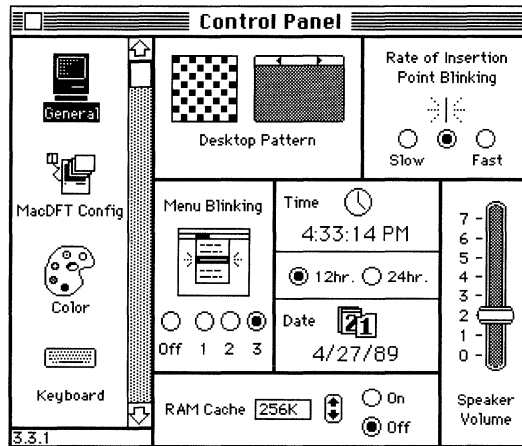 Control Panel
General
MacDFT Config
Color
Keyboard
3.3.1
Desktop Pattern
Rate of Insertion
Point Blinking
Slow Fast
Menu Blinking
Off 1 2 3
Time
4:33:14 PM
12hr. 24hr.
Date 21
4/27/89
7
6
5
4
3
2
1
0
Speaker
Volume
RAM Cache 256K On
Off